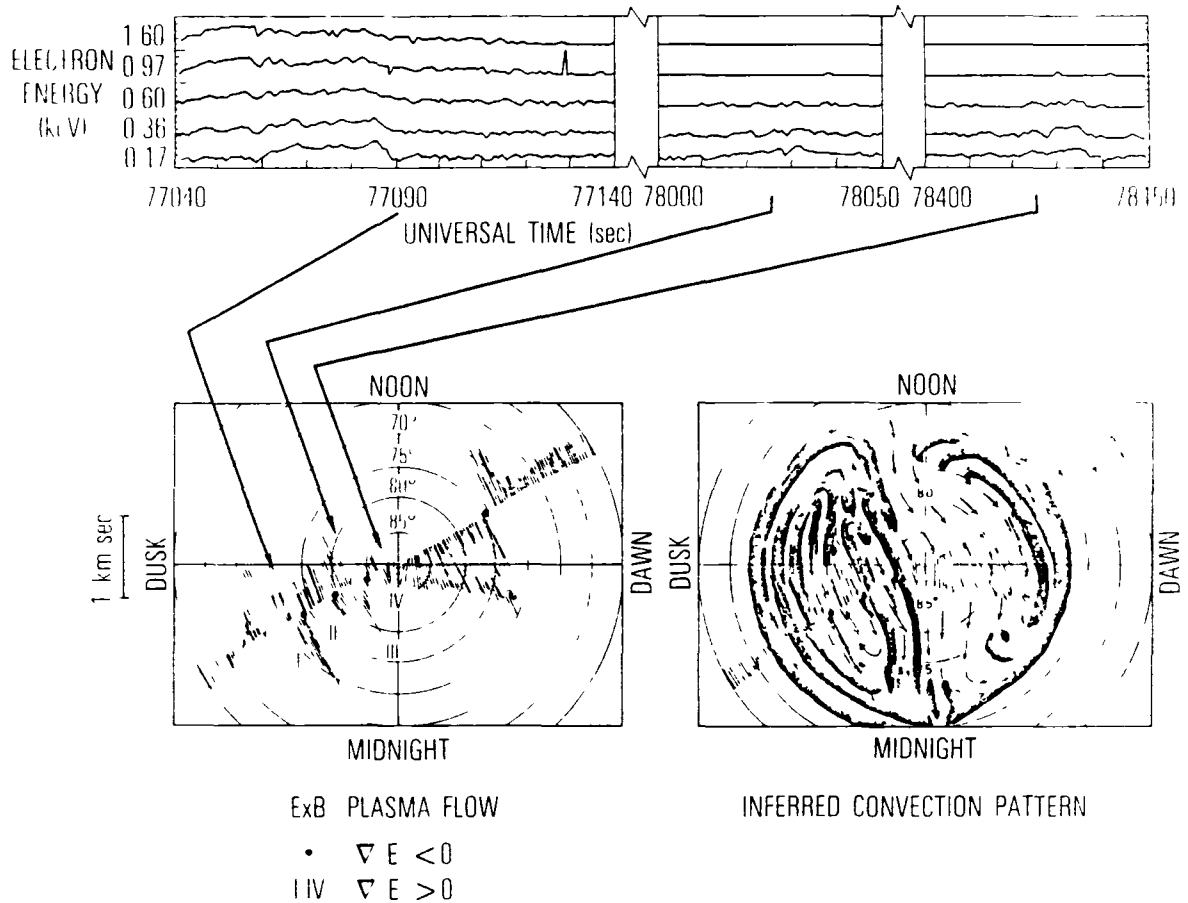 1 60
ELECTRON 0 97
ENERGY 0 60
(keV) 0 36
0 17
77040 77090 77140 78000 78050 78400 78450
UNIVERSAL TIME (sec)
NOON NOON
70°
75°
80°
85°
80
1 km sec
DUSK
DAWN
DUSK
DAWN
IV
85°
II
III
I
MIDNIGHT MIDNIGHT
ExB PLASMA FLOW INFERRED CONVECTION PATTERN
• ∇ E < 0
I IV ∇ E > 0